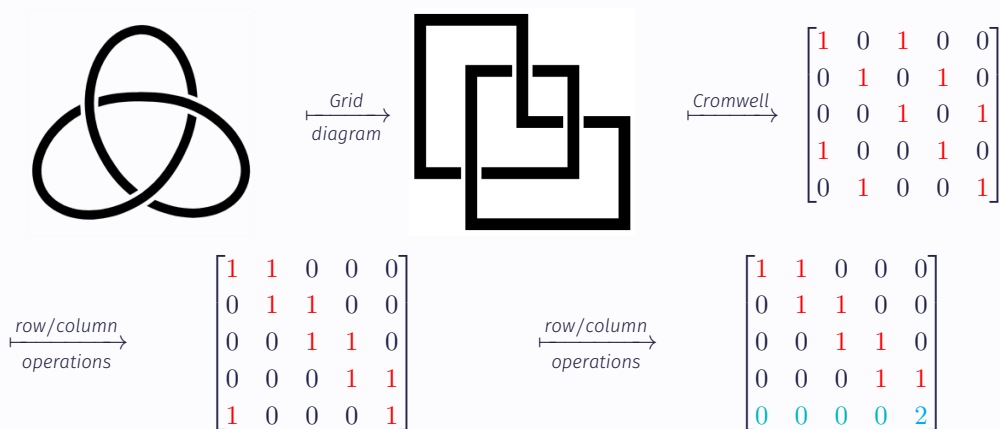 Grid
diagram
Cromwell
1 0 1 0 0
0 1 0 1 0
0 0 1 0 1
1 0 0 1 0
0 1 0 0 1
row/column
operations
1 1 0 0 0
0 1 1 0 0
0 0 1 1 0
0 0 0 1 1
1 0 0 0 1
row/column
operations
1 1 0 0 0
0 1 1 0 0
0 0 1 1 0
0 0 0 1 1
0 0 0 0 2